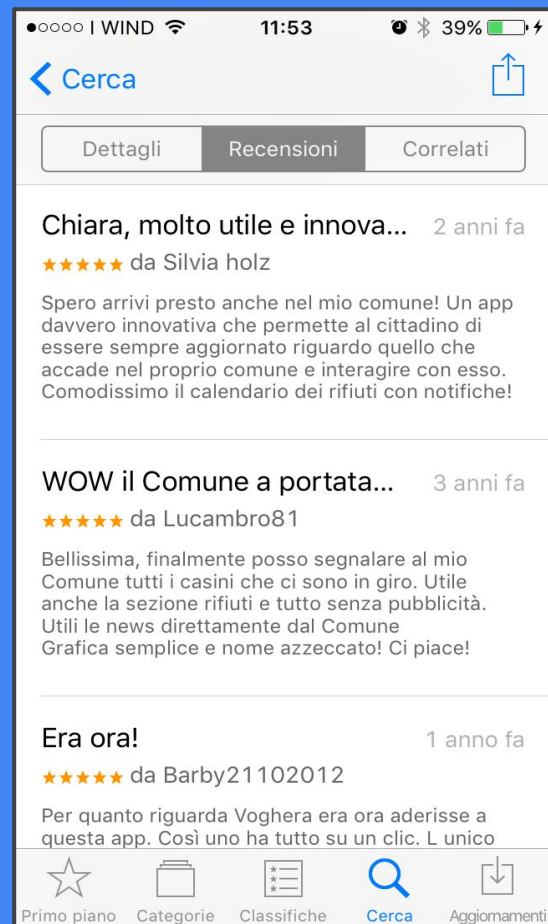 I WIND 11:53 39%
Cerca
Dettagli Recensioni Correlati
Chiara, molto utile e innova... 2 anni fa
★★★★★ da Silvia holz
Spero arrivi presto anche nel mio comune! Un app
davvero innovativa che permette al cittadino di
essere sempre aggiornato riguardo quello che
accade nel proprio comune e interagire con esso.
Comodissimo il calendario dei rifiuti con notifiche!
WOW il Comune a portata... 3 anni fa
★★★★★ da Lucambro81
Bellissima, finalmente posso segnalare al mio
Comune tutti i casini che ci sono in giro. Utile
anche la sezione rifiuti e tutto senza pubblicità.
Utili le news direttamente dal Comune
Grafica semplice e nome azzeccato! Ci piace!
Era ora! 1 anno fa
★★★★★ da Barby21102012
Per quanto riguarda Voghera era ora aderisse a
questa app. Così uno ha tutto su un clic. L unico
Primo piano Categorie Classifiche Cerca Aggiornamenti